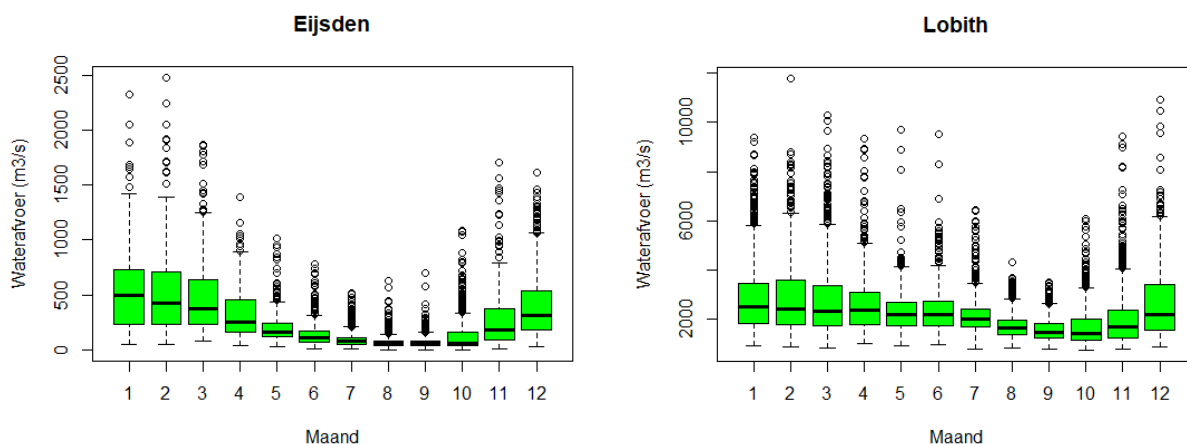 Eijsden
Waterafvoer (m3/s)
2500
2000
1500
1000
500
0
1 2 3 4 5 6 7 8 9 10 11 12
Maand
Lobith
Waterafvoer (m3/s)
10000
6000
2000
1 2 3 4 5 6 7 8 9 10 11 12
Maand